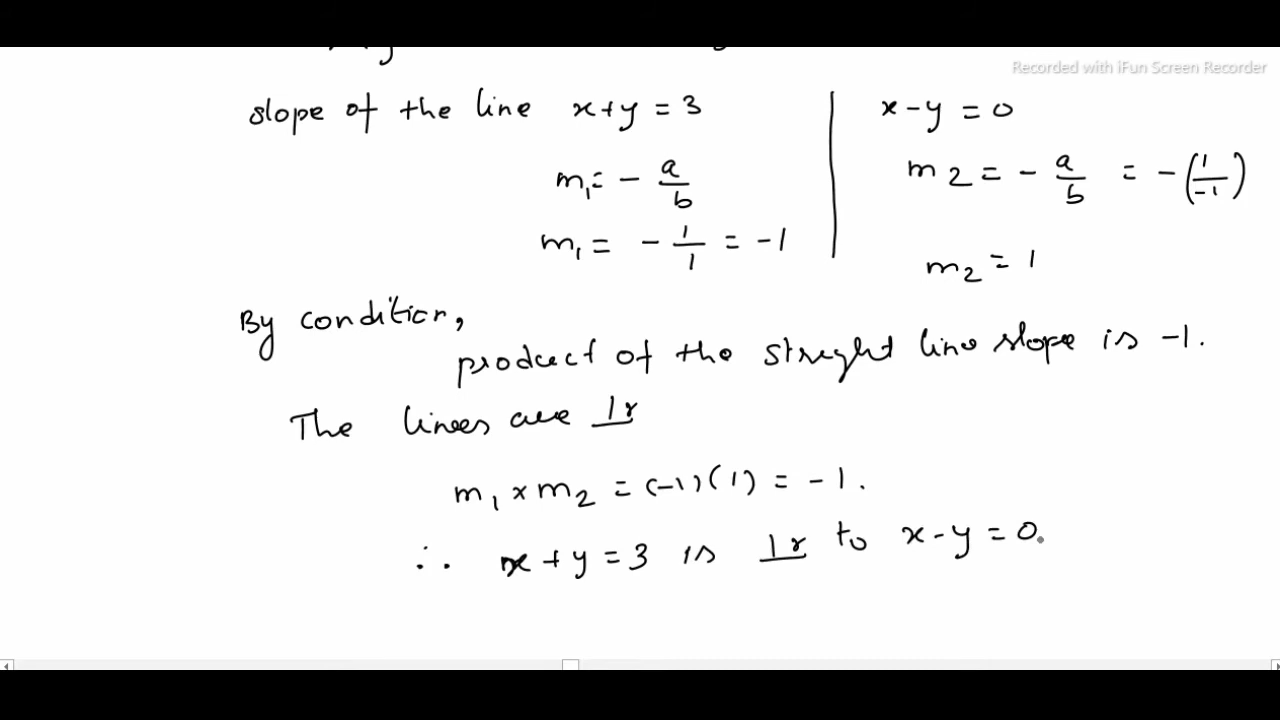 Recorded with iFun Screen Recorder
slope of the line x+y = 3
m₁ = - a/b
m₁ = - 1/1 = -1
x-y = 0
m2 = - a/b = -(1/-1)
m₂ = 1
By condition,
product of the streght line slope is -1.
The lines are ⊥r
m₁ × m₂ = (-1)(1) = -1.
∴ x+y = 3 is ⊥r to x-y = 0.